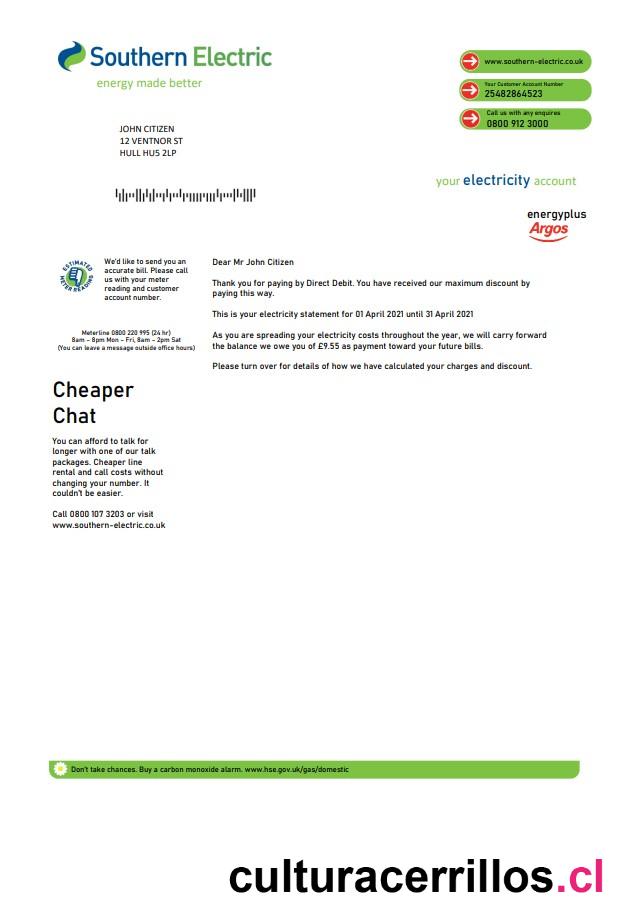 Southern Electric
energy made better
www.southern-electric.co.uk
Your Customer Account Number
25482864523
Call us with any enquires
0800 912 3000
JOHN CITIZEN
12 VENTNOR ST
HULL HU5 2LP
your electricity account
energyplus
Argos
ESTIMATED
METER READING
We'd like to send you an
accurate bill. Please call
us with your meter
reading and customer
account number.
Meterline 0800 220 995 (24 hr)
8am – 8pm Mon – Fri, 8am – 2pm Sat
(You can leave a message outside office hours)
Dear Mr John Citizen
Thank you for paying by Direct Debit. You have received our maximum discount by
paying this way.
This is your electricity statement for 01 April 2021 until 31 April 2021
As you are spreading your electricity costs throughout the year, we will carry forward
the balance we owe you of £9.55 as payment toward your future bills.
Please turn over for details of how we have calculated your charges and discount.
Cheaper
Chat
You can afford to talk for
longer with one of our talk
packages. Cheaper line
rental and call costs without
changing your number. It
couldn't be easier.
Call 0800 107 3203 or visit
www.southern-electric.co.uk
Don't take chances. Buy a carbon monoxide alarm. www.hse.gov.uk/gas/domestic
culturacerrillos.cl